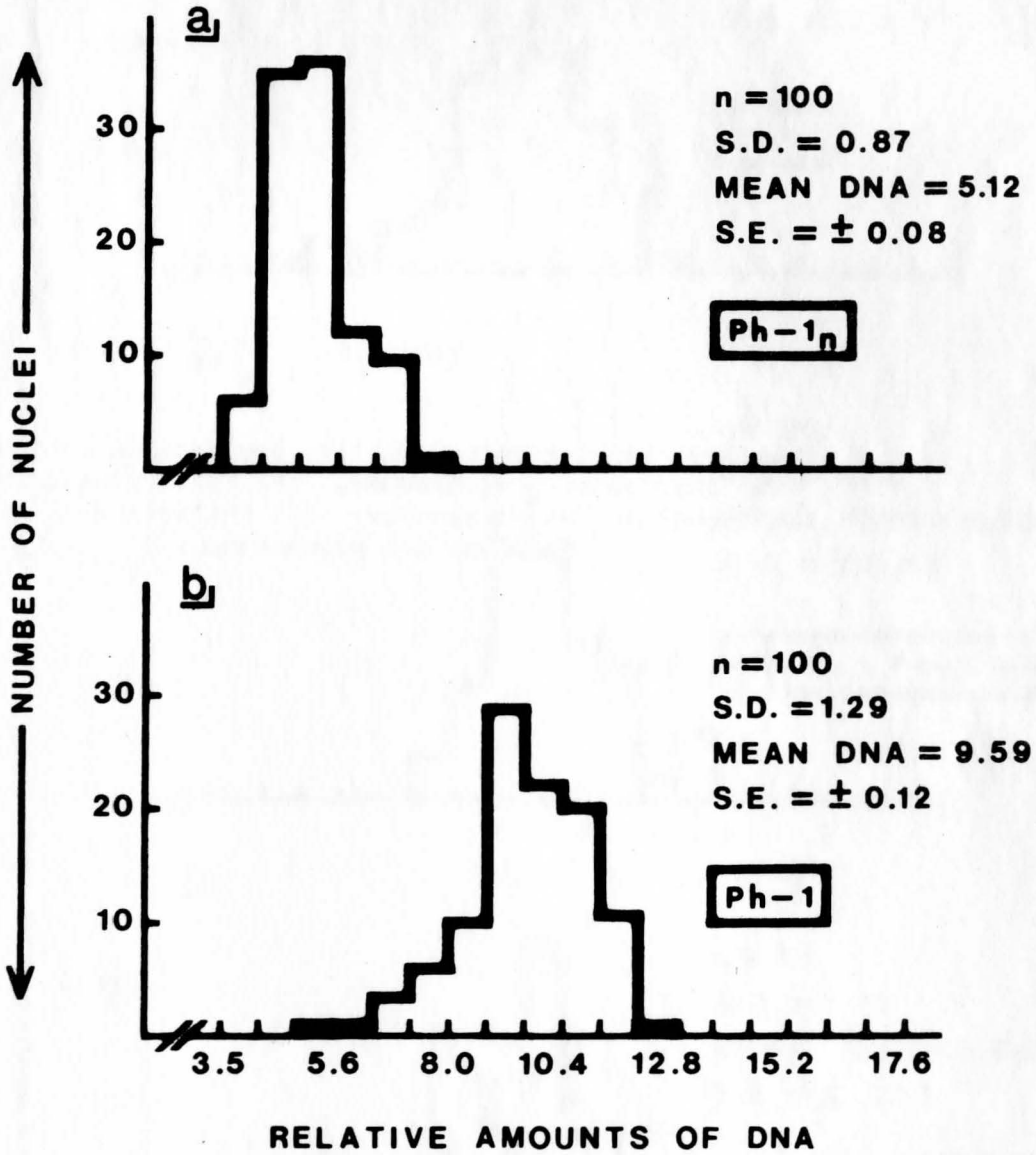 a
NUMBER OF NUCLEI
30
20
10
n = 100
S.D. = 0.87
MEAN DNA = 5.12
S.E. = ± 0.08
Ph-1n
b
30
20
10
n = 100
S.D. = 1.29
MEAN DNA = 9.59
S.E. = ± 0.12
Ph-1
3.5 5.6 8.0 10.4 12.8 15.2 17.6
RELATIVE AMOUNTS OF DNA